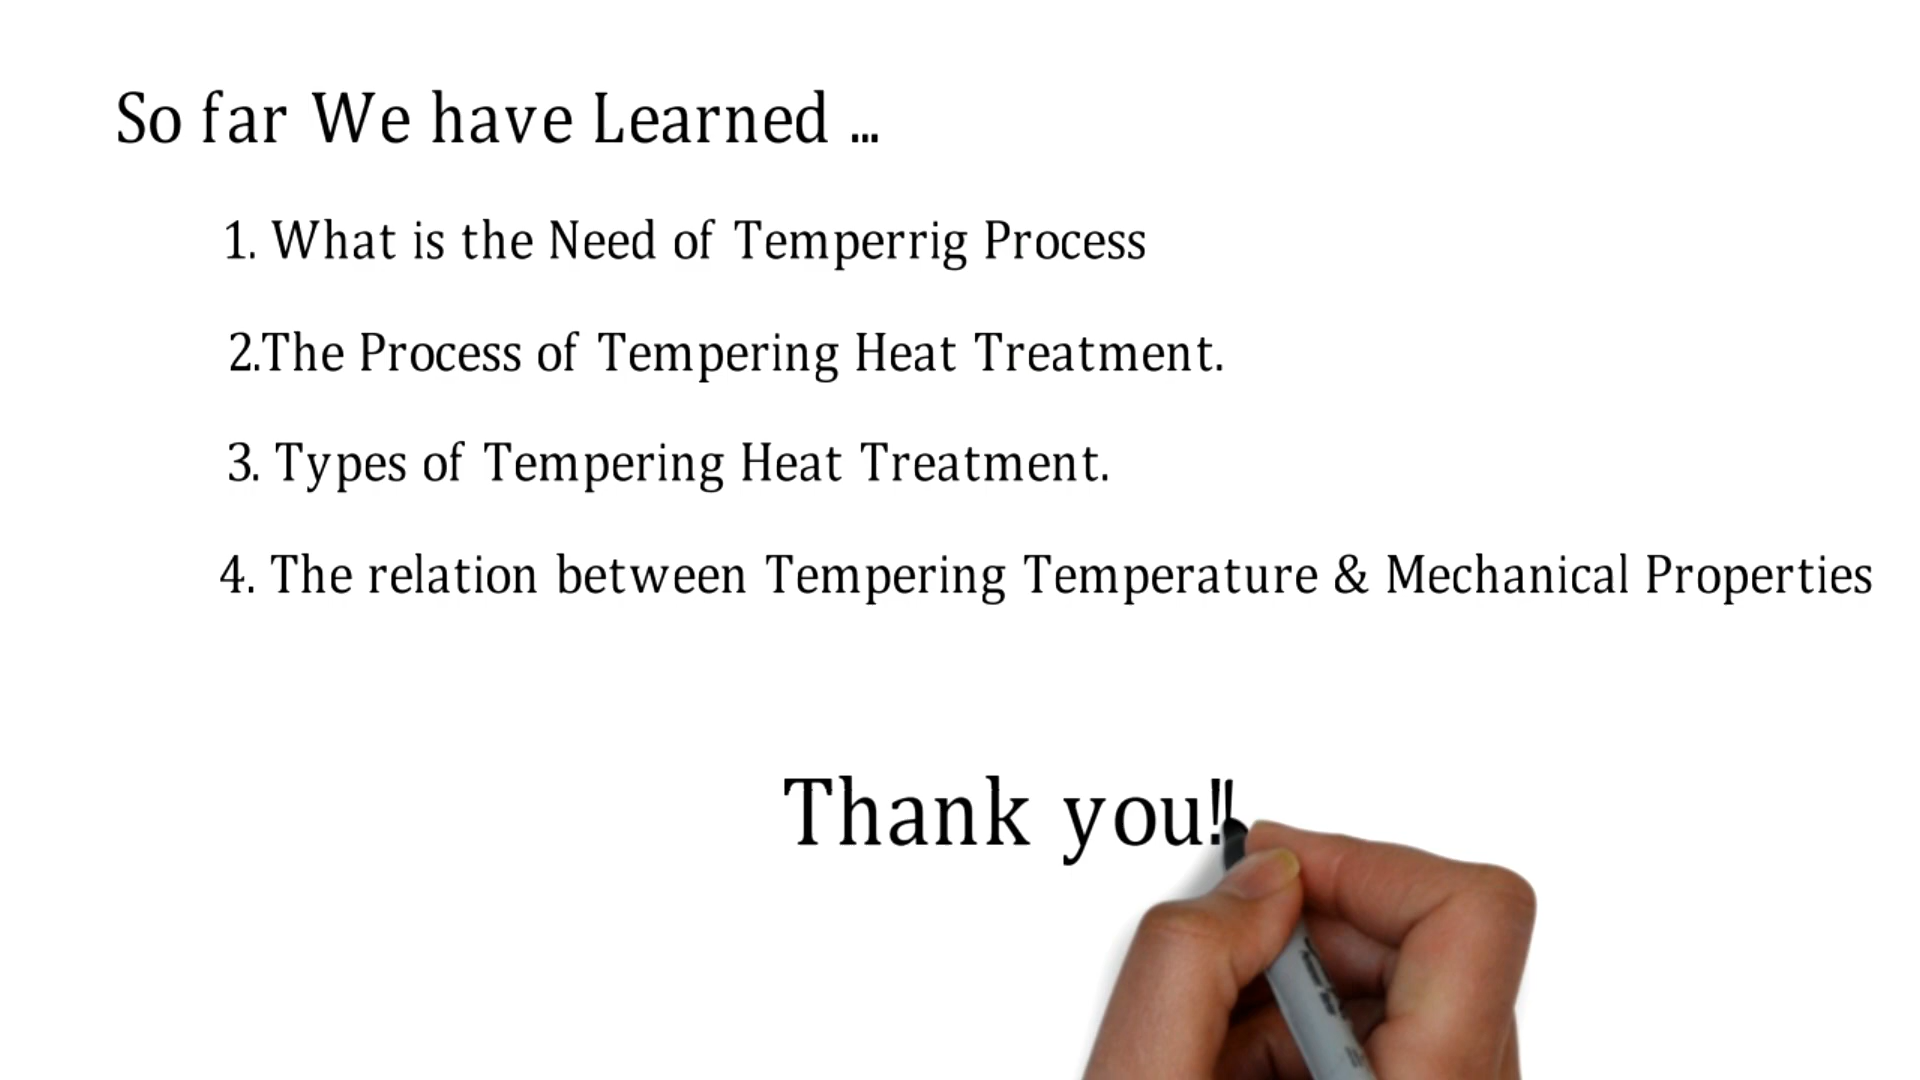 So far We have Learned ...
1. What is the Need of Temperrig Process
2.The Process of Tempering Heat Treatment.
3. Types of Tempering Heat Treatment.
4. The relation between Tempering Temperature & Mechanical Properties
Thank you!!